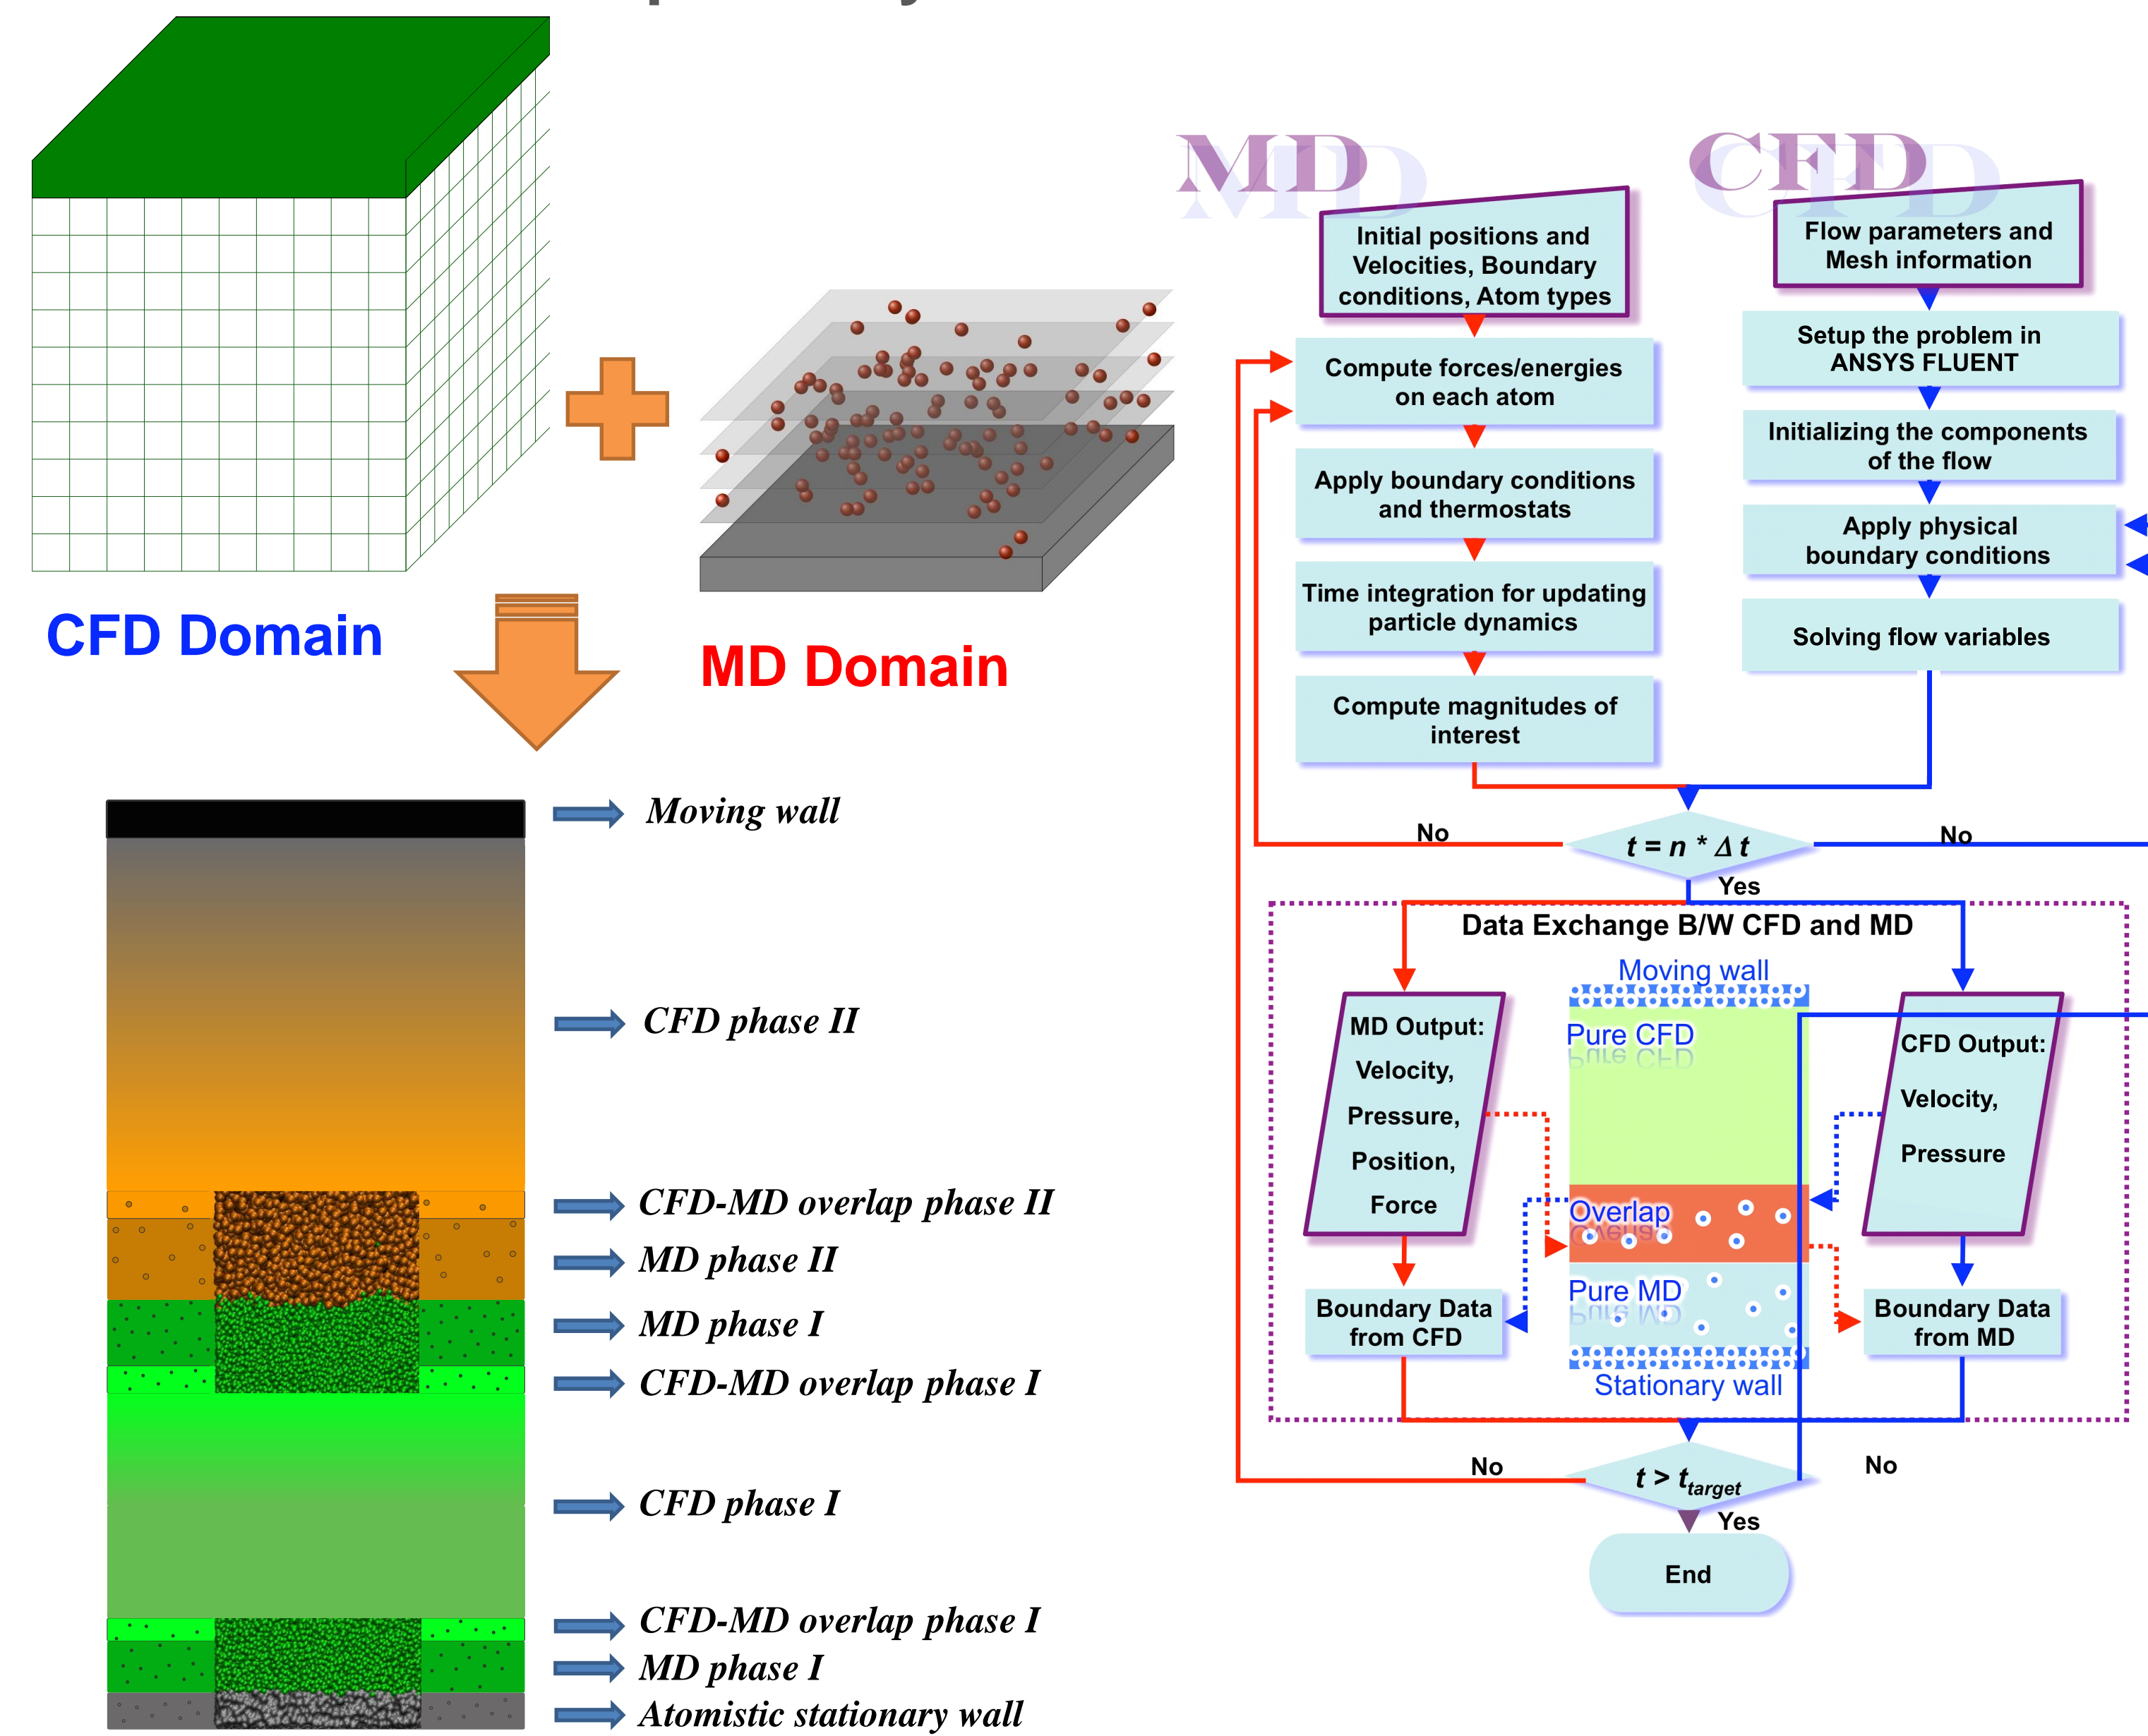 CFD Domain
MD Domain
Moving wall
CFD phase II
CFD-MD overlap phase II
MD phase II
MD phase I
CFD-MD overlap phase I
CFD phase I
CFD-MD overlap phase I
MD phase I
Atomistic stationary wall
MD
Initial positions and
Velocities, Boundary
conditions, Atom types
Compute forces/energies
on each atom
Apply boundary conditions
and thermostats
Time integration for updating
particle dynamics
Compute magnitudes of
interest
CFD
Flow parameters and
Mesh information
Setup the problem in
ANSYS FLUENT
Initializing the components
of the flow
Apply physical
boundary conditions
Solving flow variables
No
t = n * Δ t
No
Yes
Data Exchange B/W CFD and MD
MD Output:
Velocity,
Pressure,
Position,
Force
Boundary Data
from CFD
Moving wall
Pure CFD
Overlap
Pure MD
Stationary wall
CFD Output:
Velocity,
Pressure
Boundary Data
from MD
No
t > ttarget
No
Yes
End